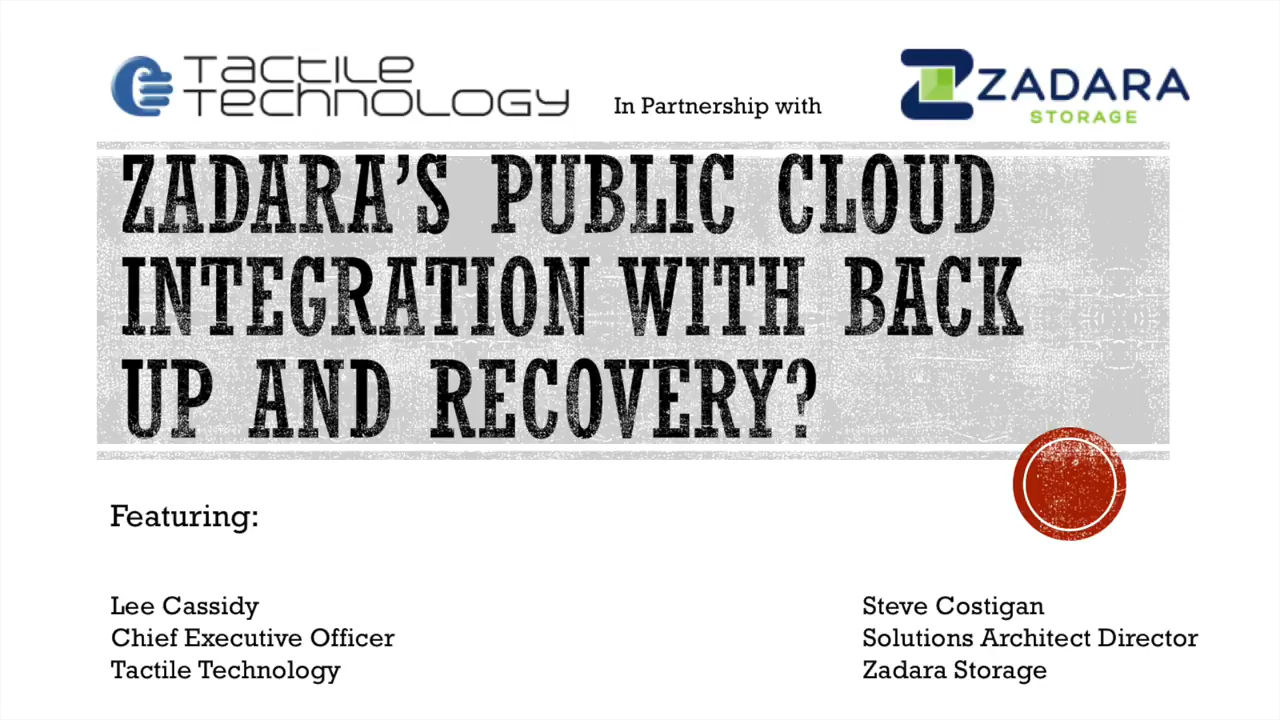 Tactile
Technology
In Partnership with
ZADARA
STORAGE
ZADARA’S PUBLIC CLOUD
INTEGRATION WITH BACK
UP AND RECOVERY?
Featuring:
Lee Cassidy
Chief Executive Officer
Tactile Technology
Steve Costigan
Solutions Architect Director
Zadara Storage